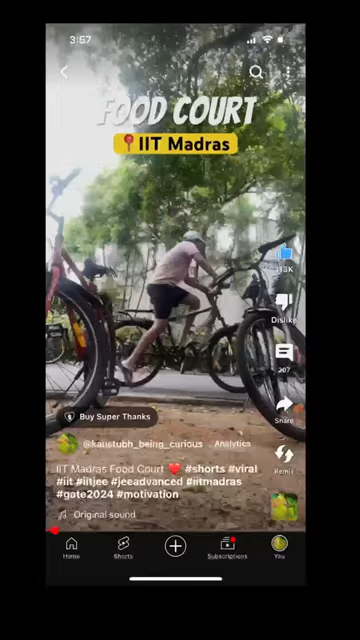 3:57
FOOD COURT
📍IIT Madras
Dislike
207
Share
Buy Super Thanks
@kaustubh_being_curious
Analytics
Remix
IIT Madras Food Court ❤️ #shorts #viral
#iit #iitjee #jeeadvanced #iitmadras
#gate2024 #motivation
Original sound
Home
Shorts
Subscriptions
You